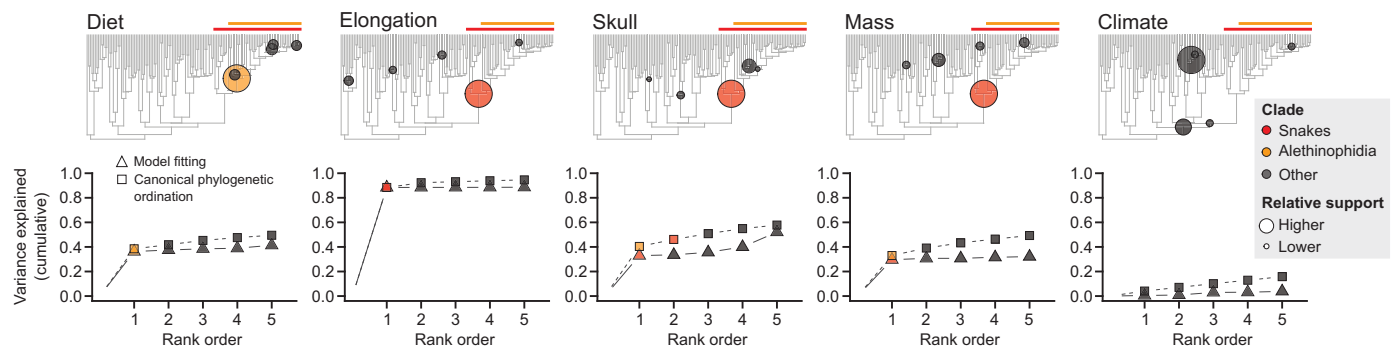 Diet
Elongation
Skull
Mass
Climate
Clade
Snakes
Alethinophidia
Other
Relative support
Higher
Lower
Model fitting
Canonical phylogenetic
ordination
Variance explained
(cumulative)
1.0
0.8
0.6
0.4
0.2
0.0
1 2 3 4 5
Rank order
1.0
0.8
0.6
0.4
0.2
0.0
1 2 3 4 5
Rank order
1.0
0.8
0.6
0.4
0.2
0.0
1 2 3 4 5
Rank order
1.0
0.8
0.6
0.4
0.2
0.0
1 2 3 4 5
Rank order
1.0
0.8
0.6
0.4
0.2
0.0
1 2 3 4 5
Rank order